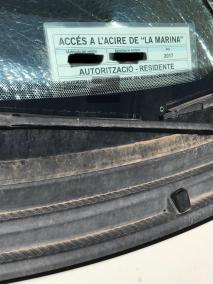 ACCÉS A L'ACIRE DE "LA MARINA"
2017
AUTORITZACIÓ - RESIDENTE